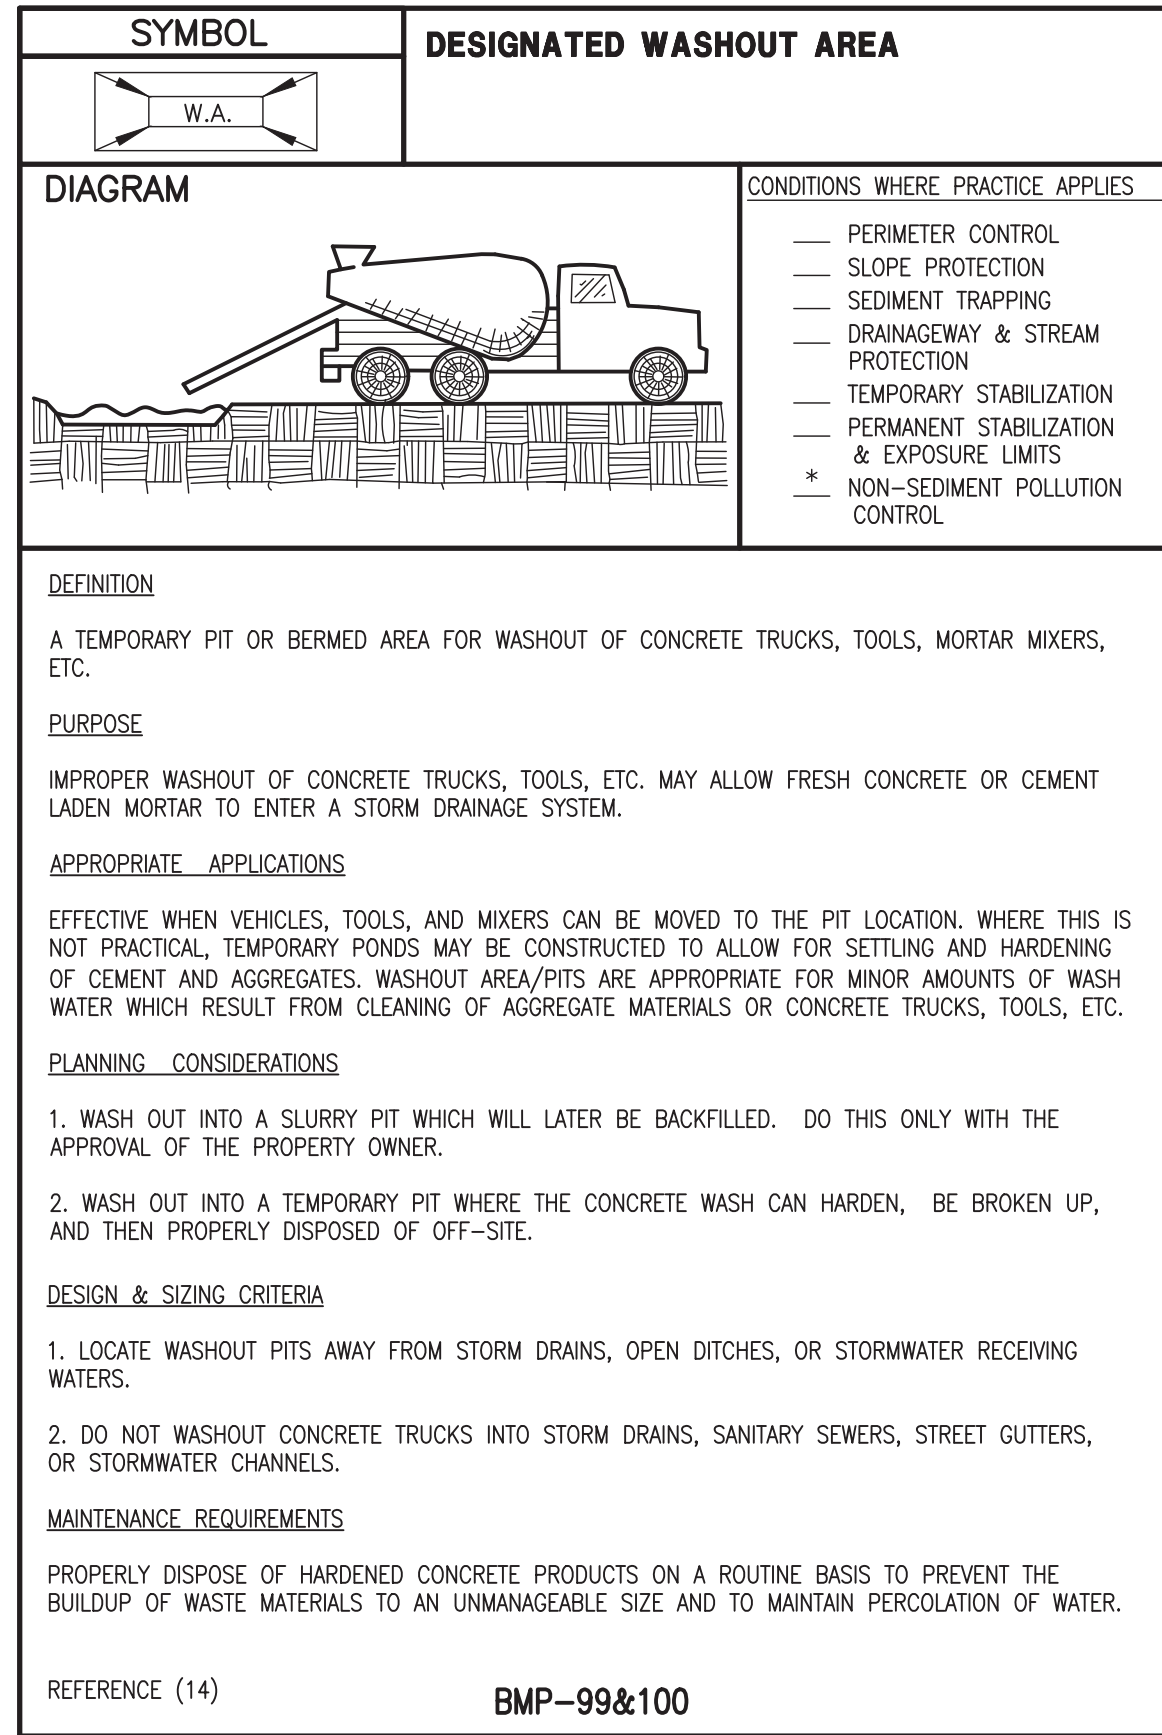 SYMBOL
DESIGNATED WASHOUT AREA
W.A.
DIAGRAM
CONDITIONS WHERE PRACTICE APPLIES
___ PERIMETER CONTROL
___ SLOPE PROTECTION
___ SEDIMENT TRAPPING
___ DRAINAGEWAY & STREAM
PROTECTION
___ TEMPORARY STABILIZATION
___ PERMANENT STABILIZATION
& EXPOSURE LIMITS
* NON-SEDIMENT POLLUTION
CONTROL
DEFINITION
A TEMPORARY PIT OR BERMED AREA FOR WASHOUT OF CONCRETE TRUCKS, TOOLS, MORTAR MIXERS,
ETC.
PURPOSE
IMPROPER WASHOUT OF CONCRETE TRUCKS, TOOLS, ETC. MAY ALLOW FRESH CONCRETE OR CEMENT
LADEN MORTAR TO ENTER A STORM DRAINAGE SYSTEM.
APPROPRIATE APPLICATIONS
EFFECTIVE WHEN VEHICLES, TOOLS, AND MIXERS CAN BE MOVED TO THE PIT LOCATION. WHERE THIS IS
NOT PRACTICAL, TEMPORARY PONDS MAY BE CONSTRUCTED TO ALLOW FOR SETTLING AND HARDENING
OF CEMENT AND AGGREGATES. WASHOUT AREA/PITS ARE APPROPRIATE FOR MINOR AMOUNTS OF WASH
WATER WHICH RESULT FROM CLEANING OF AGGREGATE MATERIALS OR CONCRETE TRUCKS, TOOLS, ETC.
PLANNING CONSIDERATIONS
1. WASH OUT INTO A SLURRY PIT WHICH WILL LATER BE BACKFILLED. DO THIS ONLY WITH THE
APPROVAL OF THE PROPERTY OWNER.
2. WASH OUT INTO A TEMPORARY PIT WHERE THE CONCRETE WASH CAN HARDEN, BE BROKEN UP,
AND THEN PROPERLY DISPOSED OF OFF-SITE.
DESIGN & SIZING CRITERIA
1. LOCATE WASHOUT PITS AWAY FROM STORM DRAINS, OPEN DITCHES, OR STORMWATER RECEIVING
WATERS.
2. DO NOT WASHOUT CONCRETE TRUCKS INTO STORM DRAINS, SANITARY SEWERS, STREET GUTTERS,
OR STORMWATER CHANNELS.
MAINTENANCE REQUIREMENTS
PROPERLY DISPOSE OF HARDENED CONCRETE PRODUCTS ON A ROUTINE BASIS TO PREVENT THE
BUILDUP OF WASTE MATERIALS TO AN UNMANAGEABLE SIZE AND TO MAINTAIN PERCOLATION OF WATER.
REFERENCE (14)
BMP-99&100